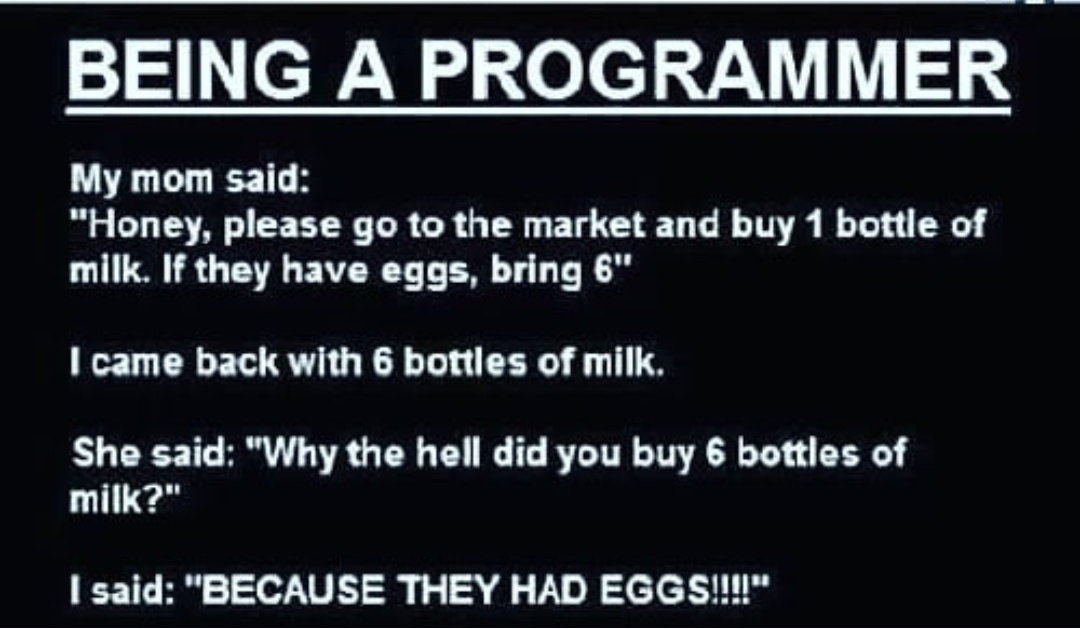 BEING A PROGRAMMER
My mom said:
"Honey, please go to the market and buy 1 bottle of
milk. If they have eggs, bring 6"
I came back with 6 bottles of milk.
She said: "Why the hell did you buy 6 bottles of
milk?"
I said: "BECAUSE THEY HAD EGGS!!!!"